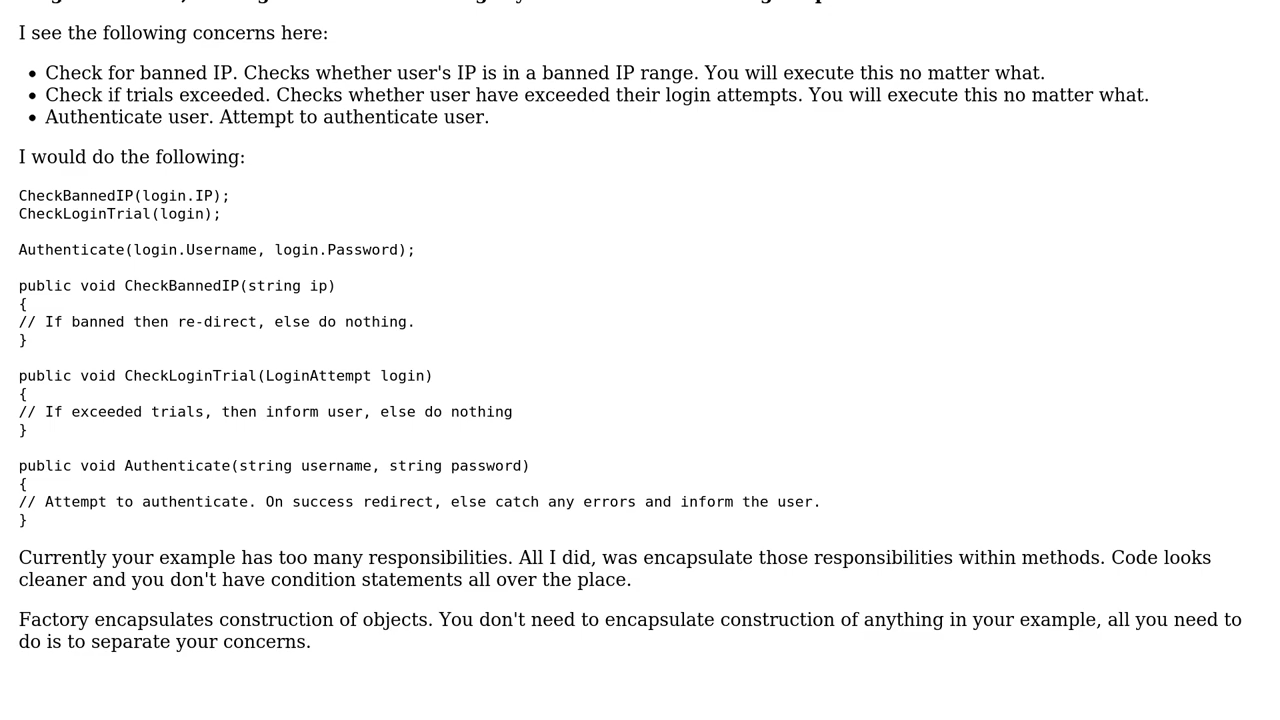 I see the following concerns here:
Check for banned IP. Checks whether user's IP is in a banned IP range. You will execute this no matter what.
Check if trials exceeded. Checks whether user have exceeded their login attempts. You will execute this no matter what.
Authenticate user. Attempt to authenticate user.
I would do the following:
CheckBannedIP(login.IP);
CheckLoginTrial(login);
Authenticate(login.Username, login.Password);
public void CheckBannedIP(string ip)
{
// If banned then re-direct, else do nothing.
}
public void CheckLoginTrial(LoginAttempt login)
{
// If exceeded trials, then inform user, else do nothing
}
public void Authenticate(string username, string password)
{
// Attempt to authenticate. On success redirect, else catch any errors and inform the user.
}
Currently your example has too many responsibilities. All I did, was encapsulate those responsibilities within methods. Code looks
cleaner and you don't have condition statements all over the place.
Factory encapsulates construction of objects. You don't need to encapsulate construction of anything in your example, all you need to
do is to separate your concerns.